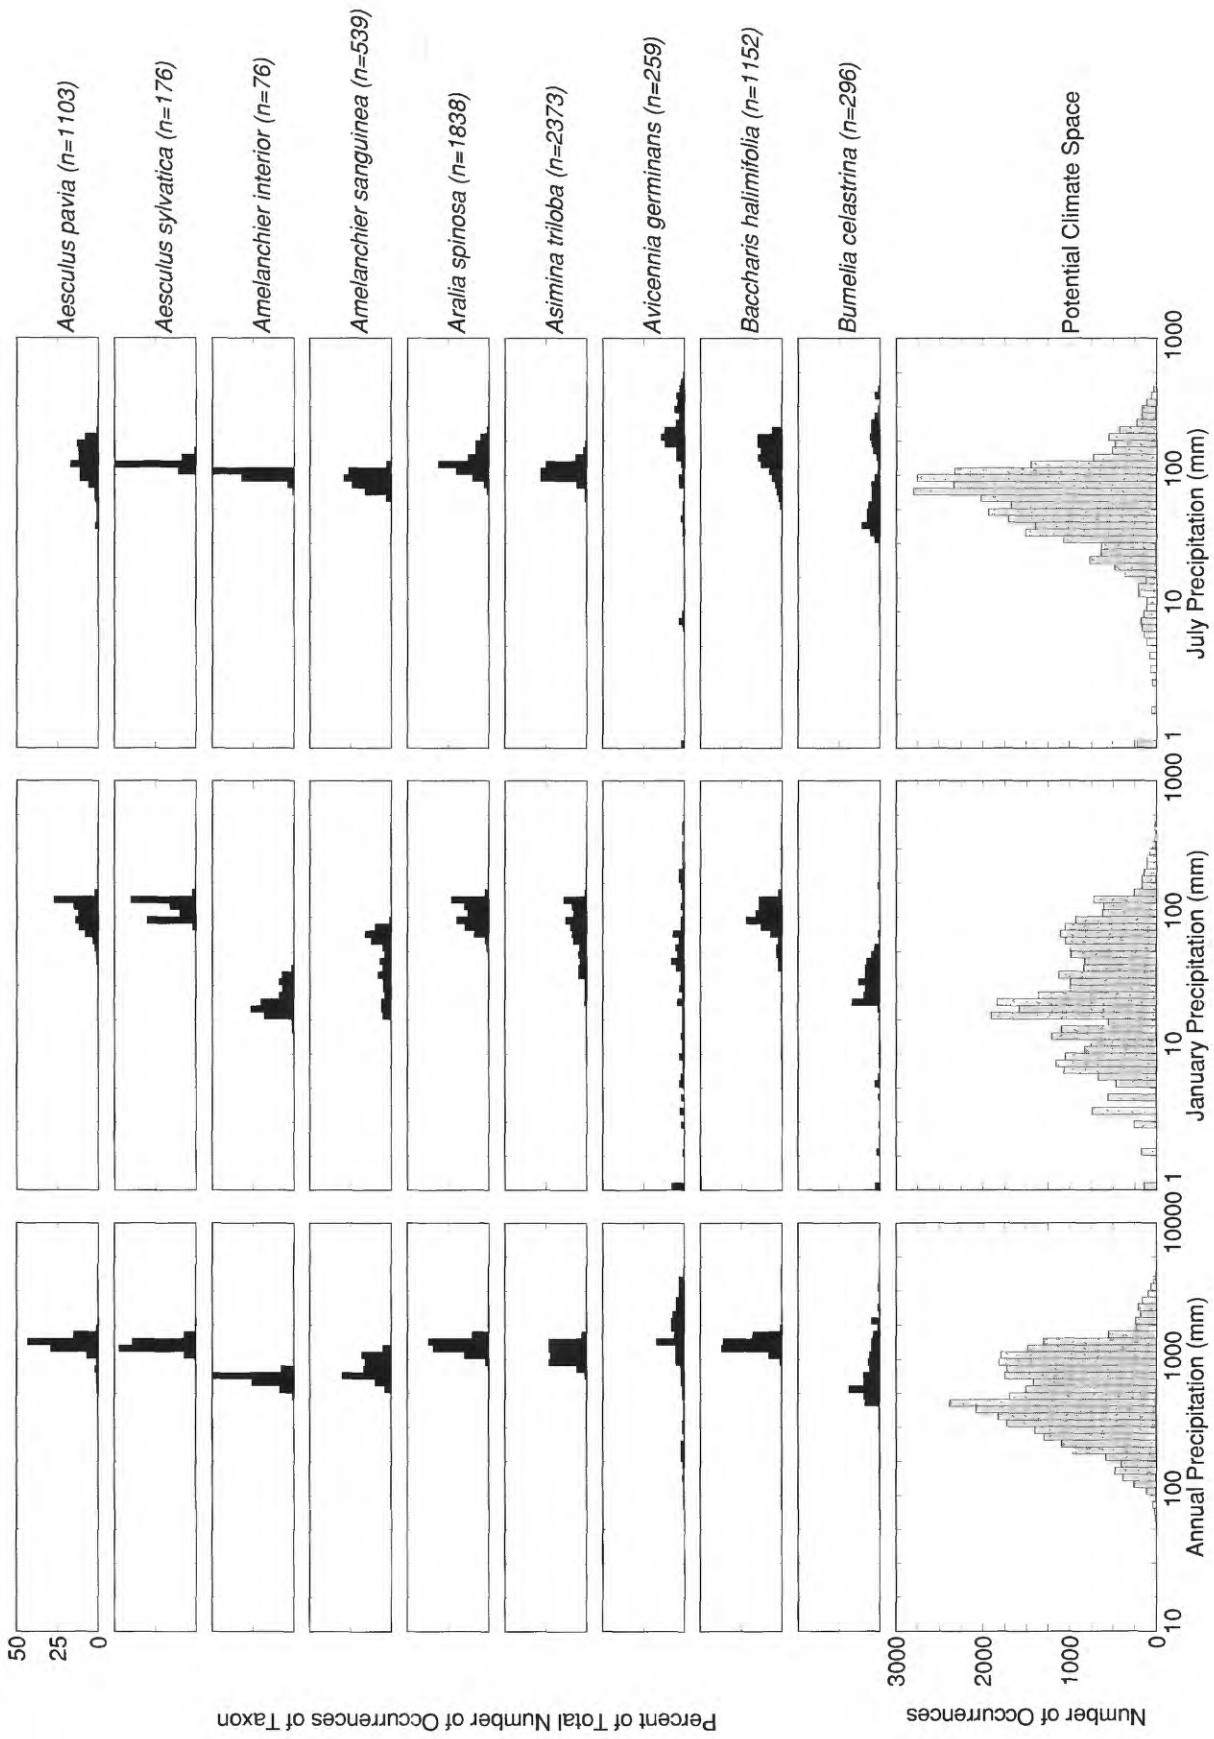 Percent of Total Number of Occurrences of Taxon
50
25
0
Aesculus pavia (n=1103)
Aesculus sylvatica (n=176)
Amelanchier interior (n=76)
Amelanchier sanguinea (n=539)
Aralia spinosa (n=1838)
Asimina triloba (n=2373)
Avicennia germinans (n=259)
Baccharis halimifolia (n=1152)
Bumelia celastrina (n=296)
Potential Climate Space
Number of Occurrences
3000
2000
1000
0
10 100 1000 10000
Annual Precipitation (mm)
1 10 100 1000
January Precipitation (mm)
1 10 100 1000
July Precipitation (mm)